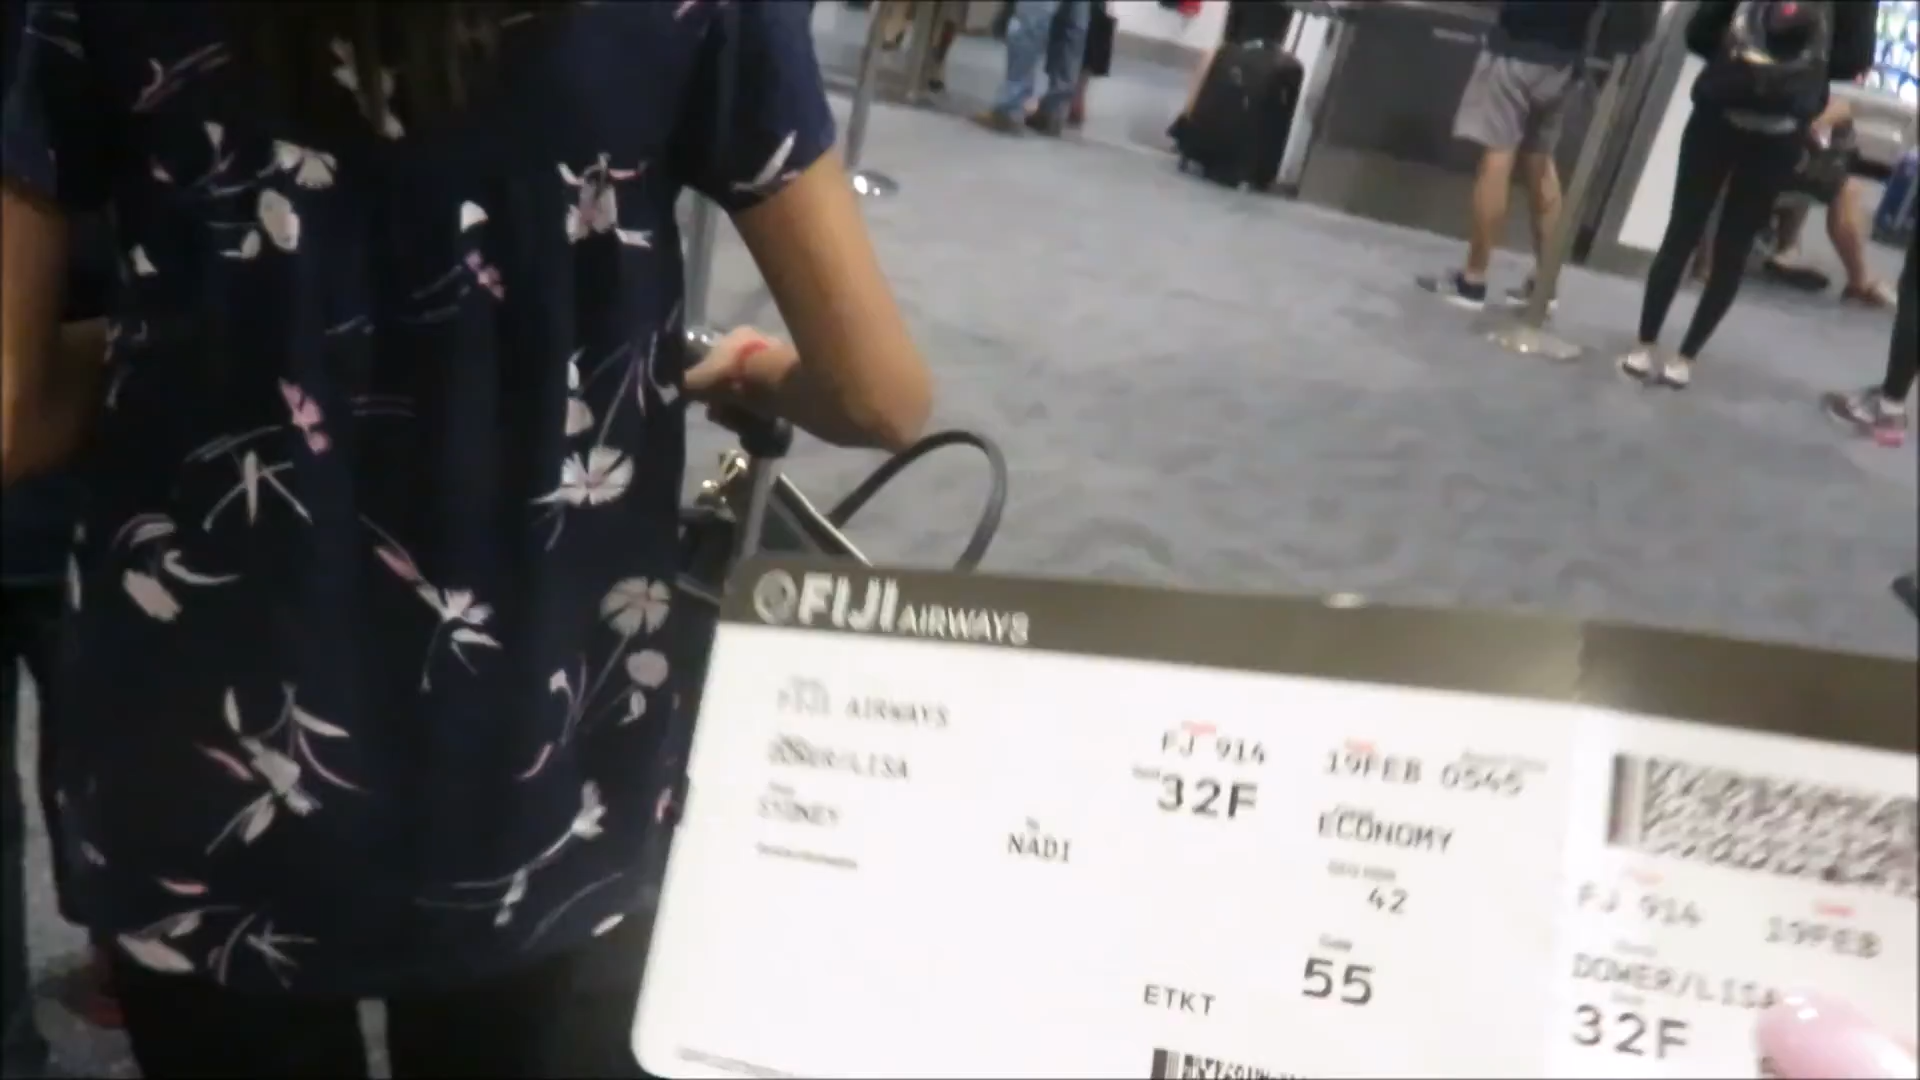 FIJI AIRWAYS
FIJI AIRWAYS
/LISA
SYDNEY
NADI
FJ 914
32F
19FEB 0545
ECONOMY
42
55
ETKT
FJ 914 19FEB
DOWER/LISA
32F